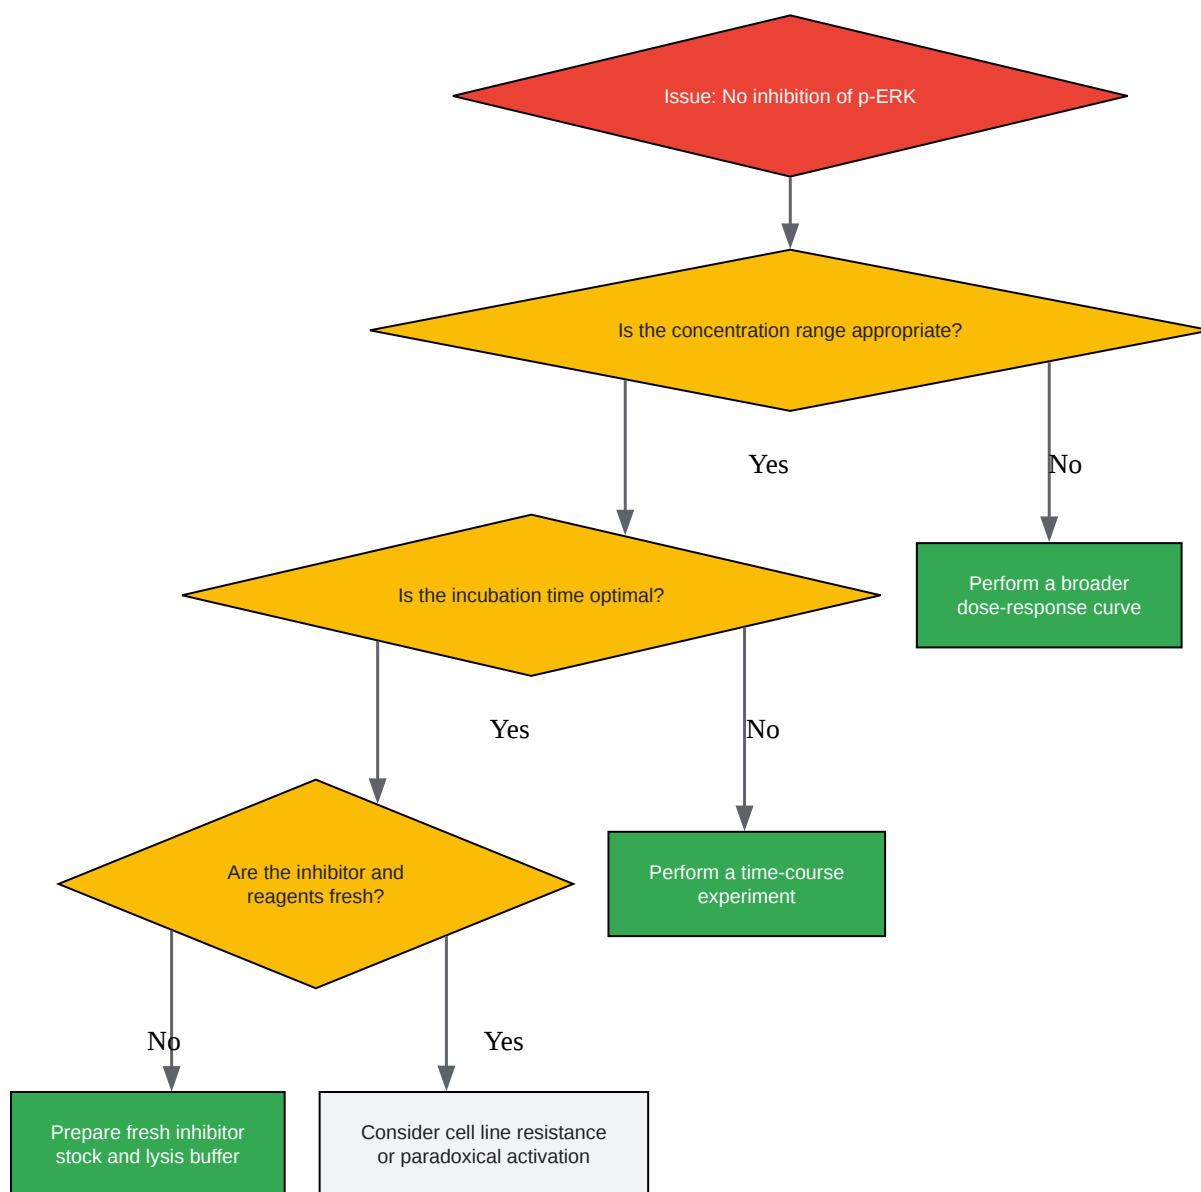 Issue: No inhibition of p-ERK
Is the concentration range appropriate?
Yes
No
Is the incubation time optimal?
Perform a broader
dose-response curve
Yes
No
Are the inhibitor and
reagents fresh?
Perform a time-course
experiment
No
Yes
Prepare fresh inhibitor
stock and lysis buffer
Consider cell line resistance
or paradoxical activation